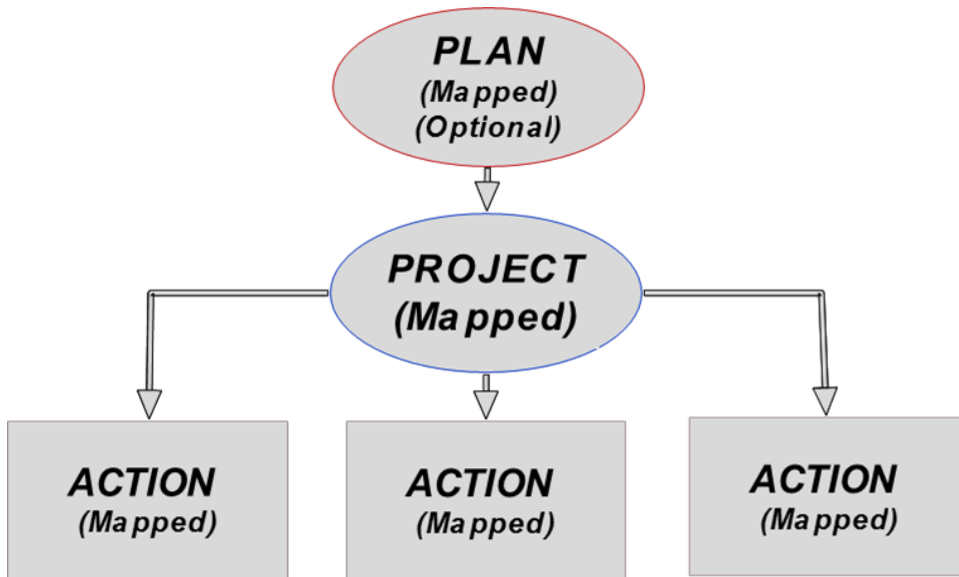 PLAN
(Mapped)
(Optional)
PROJECT
(Mapped)
ACTION
(Mapped)
ACTION
(Mapped)
ACTION
(Mapped)